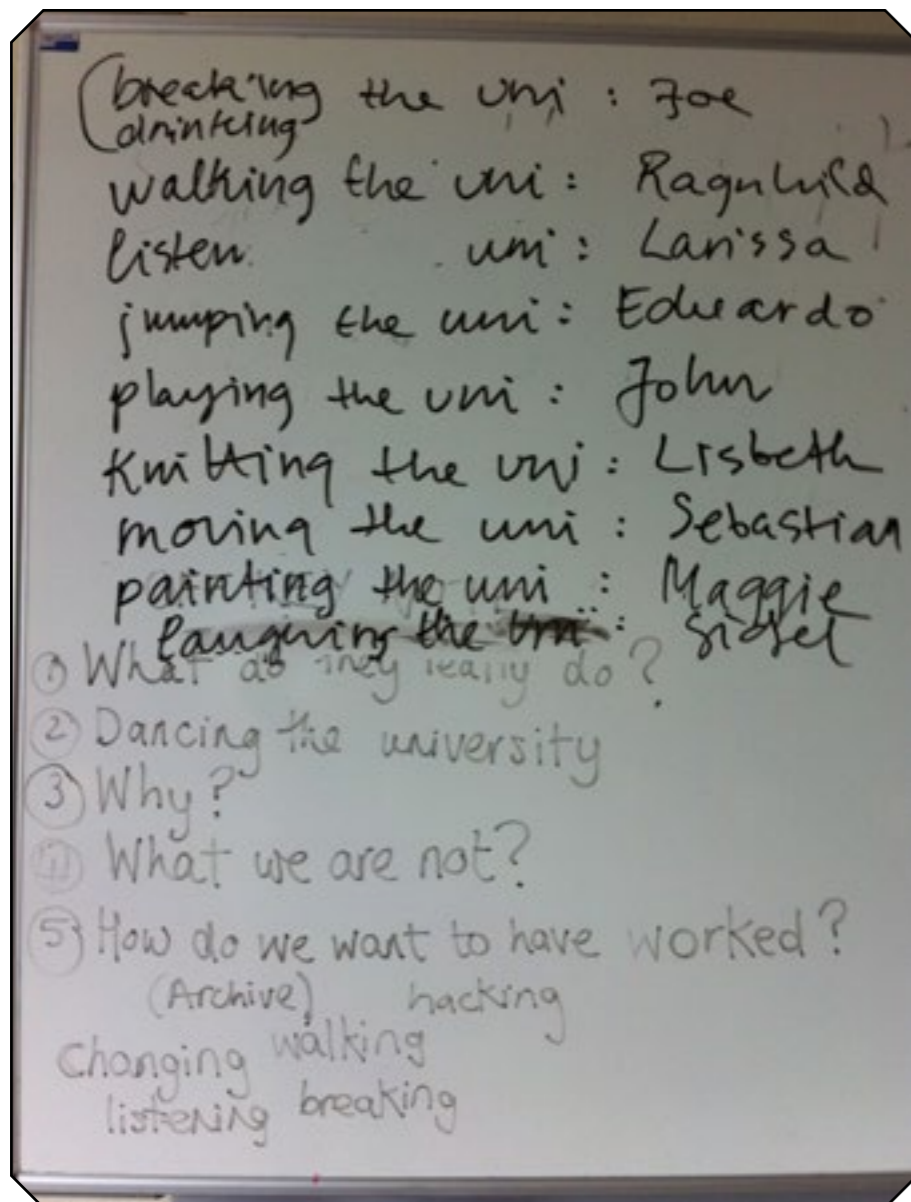 breaking the uni : Joe
drinking
walking the uni : Ragnhild
listen uni : Larissa
jumping the uni : Eduardo
playing the uni : John
Knitting the uni : Lisbeth
moving the uni : Sebastian
painting the uni : Maggie
laughing the uni : Sidsel
① What do they really do?
② Dancing the university
③ Why?
④ What we are not?
⑤ How do we want to have worked?
(Archive) hacking
Changing walking
listening breaking